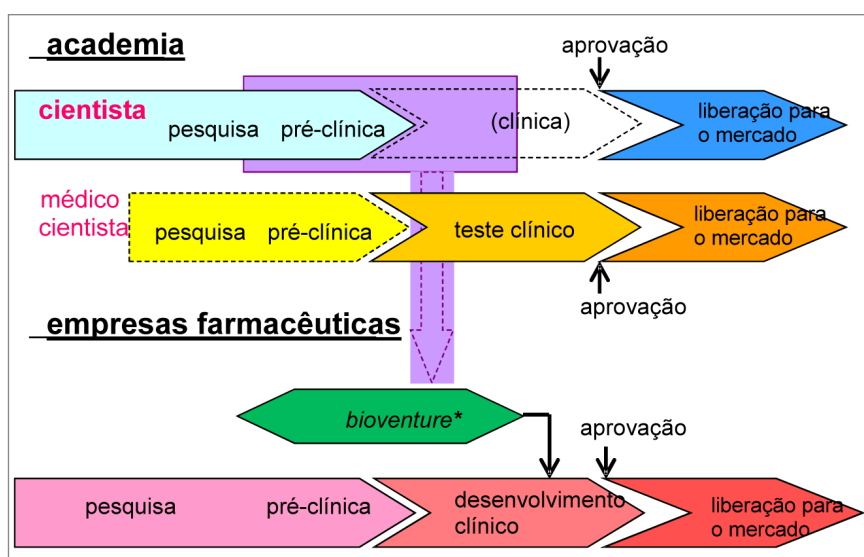 academia
aprovação
cientista
pesquisa pré-clínica
(clínica)
liberação para
o mercado
médico
cientista
pesquisa pré-clínica
teste clínico
liberação para
o mercado
aprovação
empresas farmacêuticas
bioventure*
aprovação
pesquisa pré-clínica
desenvolvimento
clínico
liberação para
o mercado